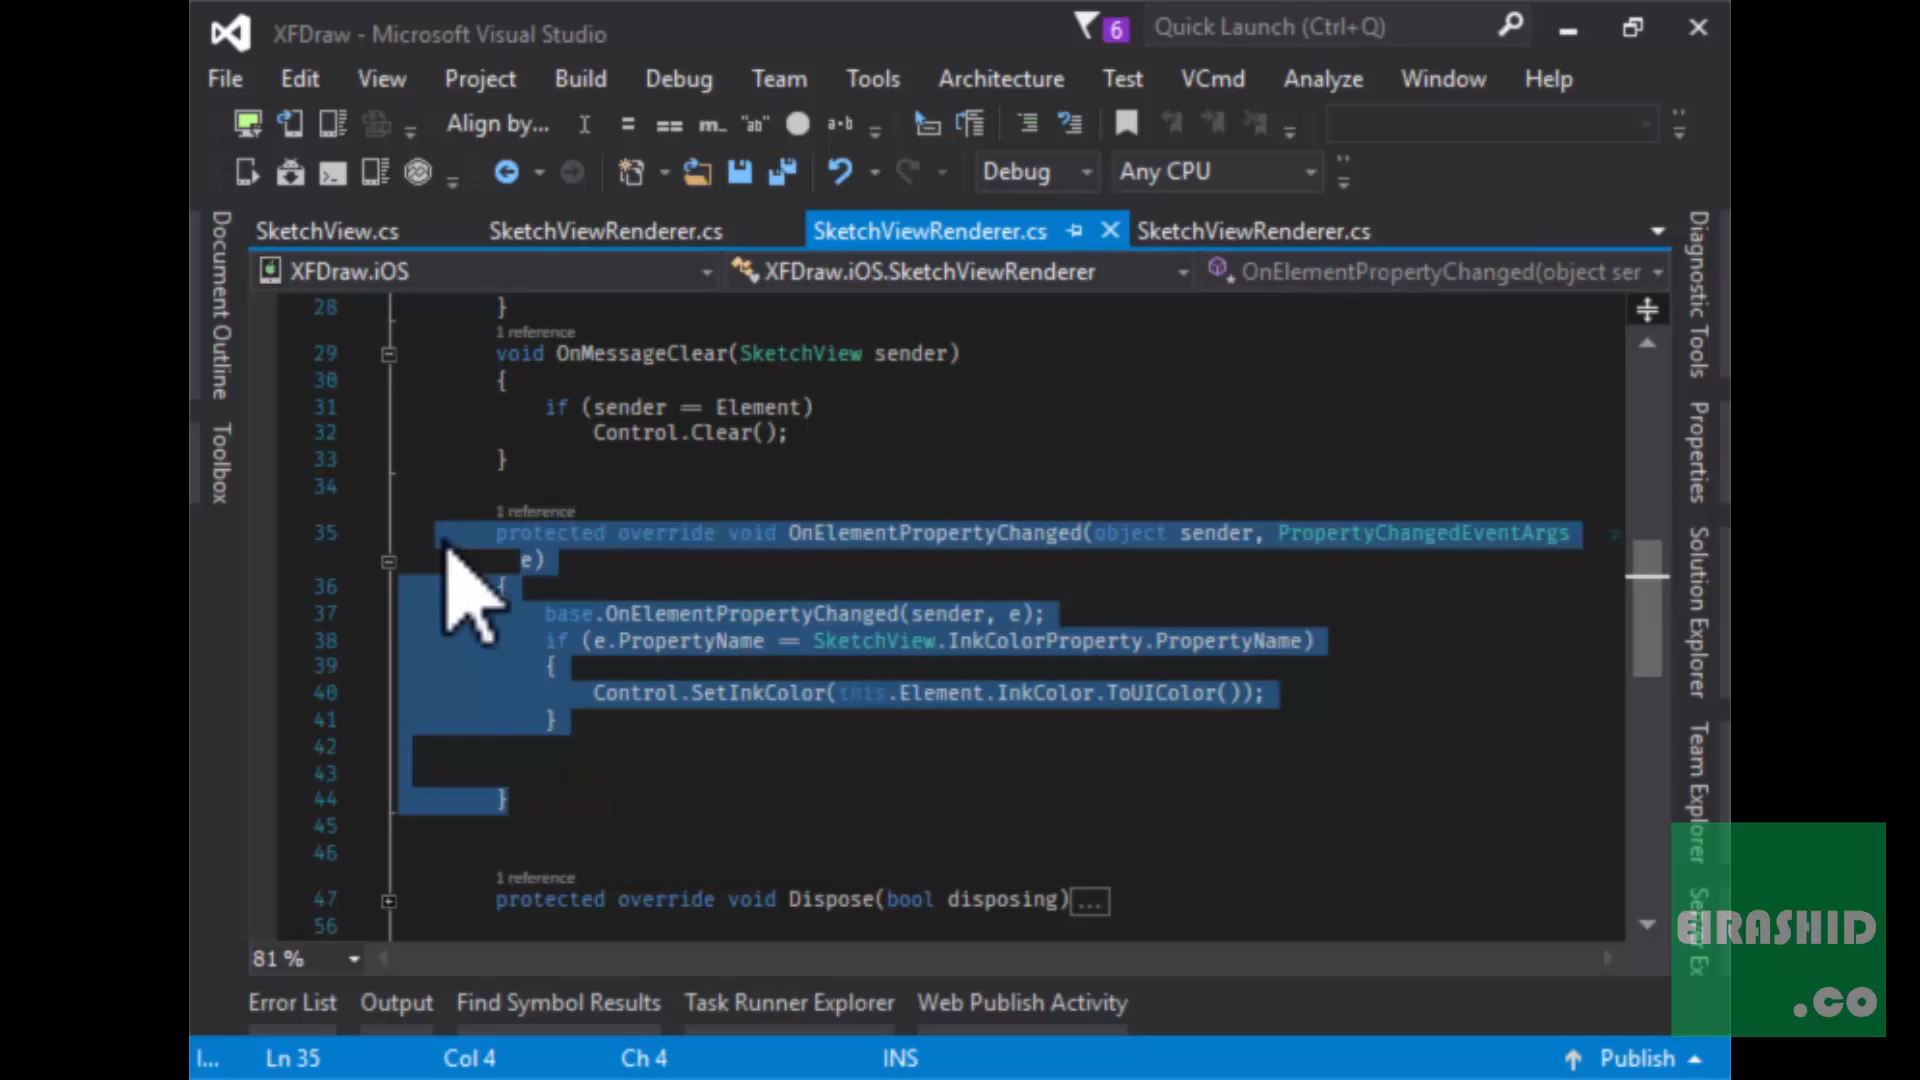 XFDraw - Microsoft Visual Studio
6
Quick Launch (Ctrl+Q)
File Edit View Project Build Debug Team Tools Architecture Test VCmd Analyze Window Help
Align by...
Debug
Any CPU
SketchView.cs SketchViewRenderer.cs SketchViewRenderer.cs SketchViewRenderer.cs
XFDraw.iOS XFDraw.iOS.SketchViewRenderer OnElementPropertyChanged(object ser
Document Outline
Toolbox
28 }
1 reference
29 void OnMessageClear(SketchView sender)
30 {
31 if (sender == Element)
32 Control.Clear();
33 }
34
1 reference
35 protected override void OnElementPropertyChanged(object sender, PropertyChangedEventArgs
e)
36 {
37 base.OnElementPropertyChanged(sender, e);
38 if (e.PropertyName == SketchView.InkColorProperty.PropertyName)
39 {
40 Control.SetInkColor(this.Element.InkColor.ToUIColor());
41 }
42
43
44 }
45
46
1 reference
47 protected override void Dispose(bool disposing)...
56
Diagnostic Tools
Properties
Solution Explorer
Team Explorer
Server Ex
81 %
Error List Output Find Symbol Results Task Runner Explorer Web Publish Activity
I... Ln 35 Col 4 Ch 4 INS Publish
EIRASHID
.CO